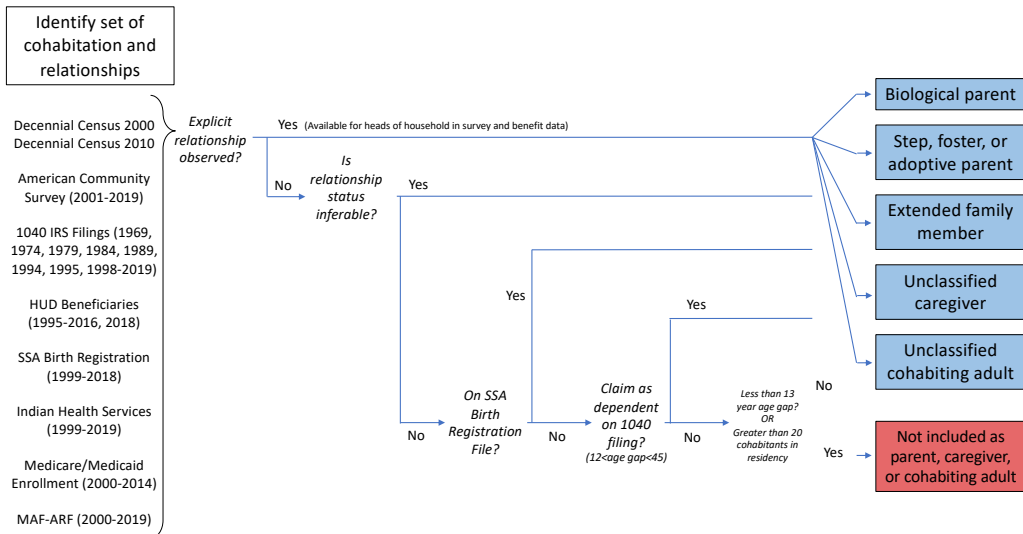 Identify set of
cohabitation and
relationships
Decennial Census 2000
Decennial Census 2010
American Community
Survey (2001-2019)
1040 IRS Filings (1969,
1974, 1979, 1984, 1989,
1994, 1995, 1998-2019)
HUD Beneficiaries
(1995-2016, 2018)
SSA Birth Registration
(1999-2018)
Indian Health Services
(1999-2019)
Medicare/Medicaid
Enrollment (2000-2014)
MAF-ARF (2000-2019)
Explicit
relationship
observed?
Yes (Available for heads of household in survey and benefit data)
No
Is
relationship
status
inferable?
Yes
No
On SSA
Birth
Registration
File?
Yes
No
Claim as
dependent
on 1040
filing?
(12<age gap<45)
Yes
No
Less than 13
year age gap?
OR
Greater than 20
cohabitants in
residency
No
Yes
Biological parent
Step, foster, or
adoptive parent
Extended family
member
Unclassified
caregiver
Unclassified
cohabiting adult
Not included as
parent, caregiver,
or cohabiting adult